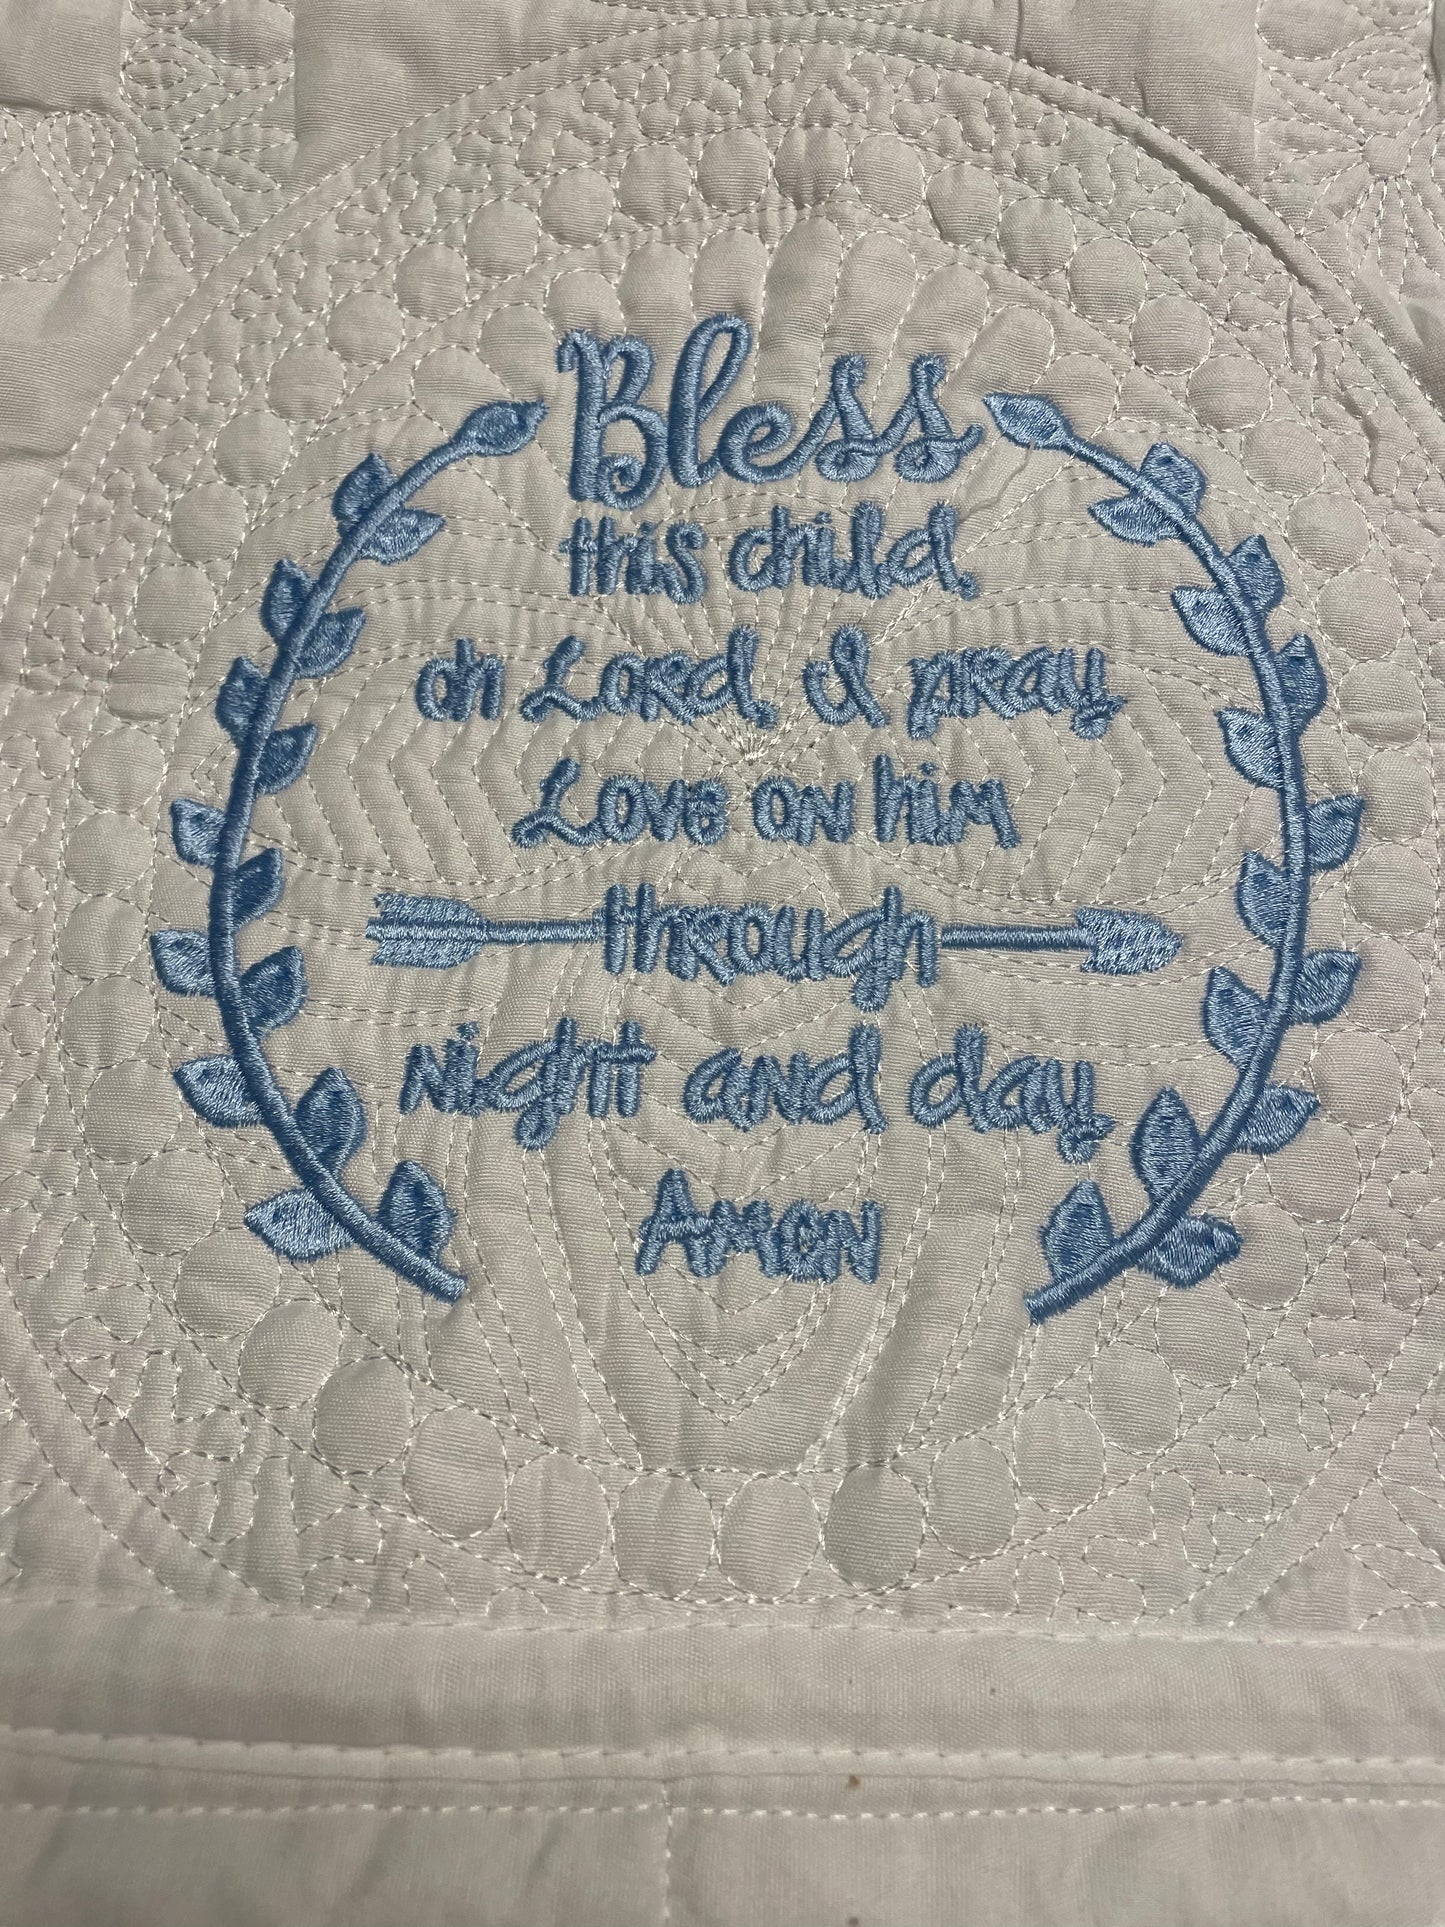 Bless
this child
oh Lord, I pray
Love on him
through
night and day
Amen